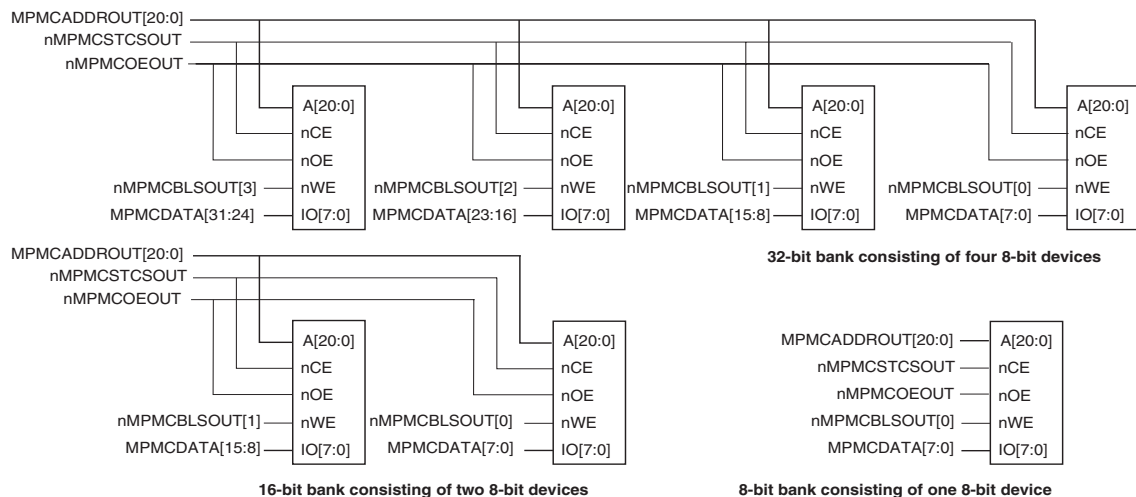 MPMCADDROUT[20:0]
nMPMCSTCSOUT
nMPMCOEOUT
A[20:0] A[20:0] A[20:0] A[20:0]
nCE nCE nCE nCE
nOE nOE nOE nOE
nMPMCBLSOUT[3] nWE nMPMCBLSOUT[2] nWE nMPMCBLSOUT[1] nWE nMPMCBLSOUT[0] nWE
MPMCDATA[31:24] IO[7:0] MPMCDATA[23:16] IO[7:0] MPMCDATA[15:8] IO[7:0] MPMCDATA[7:0] IO[7:0]
32-bit bank consisting of four 8-bit devices
MPMCADDROUT[20:0]
nMPMCSTCSOUT
nMPMCOEOUT
A[20:0] A[20:0]
nCE nCE
nOE nOE
nMPMCBLSOUT[1] nWE nMPMCBLSOUT[0] nWE
MPMCDATA[15:8] IO[7:0] MPMCDATA[7:0] IO[7:0]
16-bit bank consisting of two 8-bit devices
MPMCADDROUT[20:0] A[20:0]
nMPMCSTCSOUT nCE
nMPMCOEOUT nOE
nMPMCBLSOUT[0] nWE
MPMCDATA[7:0] IO[7:0]
8-bit bank consisting of one 8-bit device